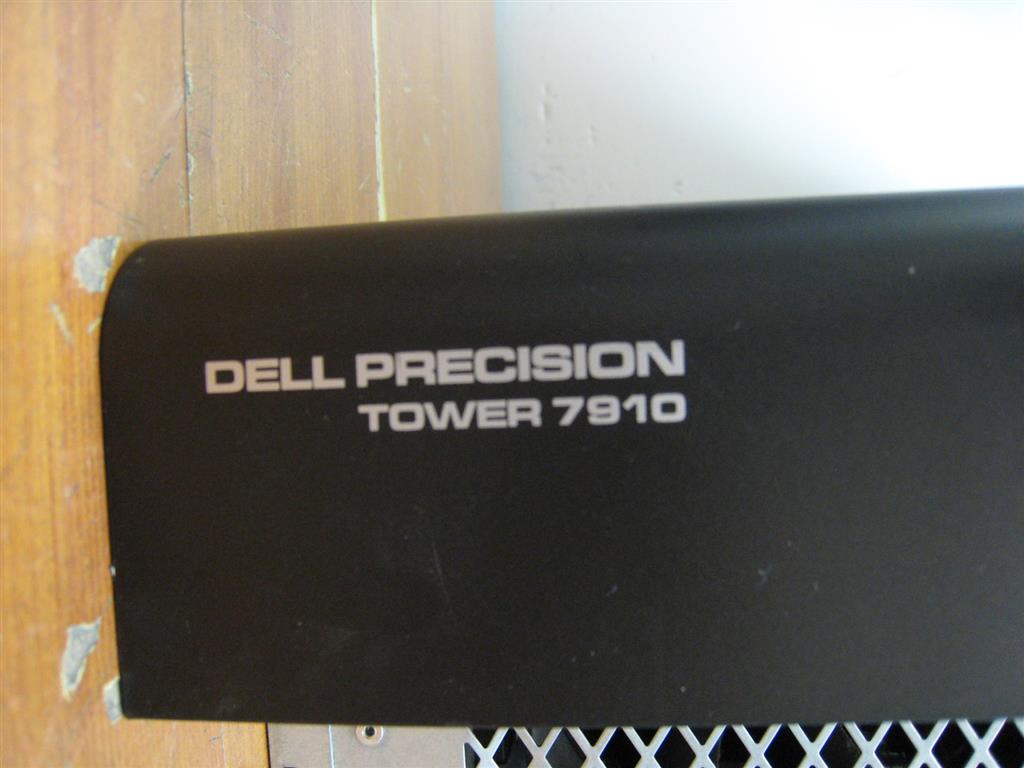 DELL PRECISION
TOWER 7910